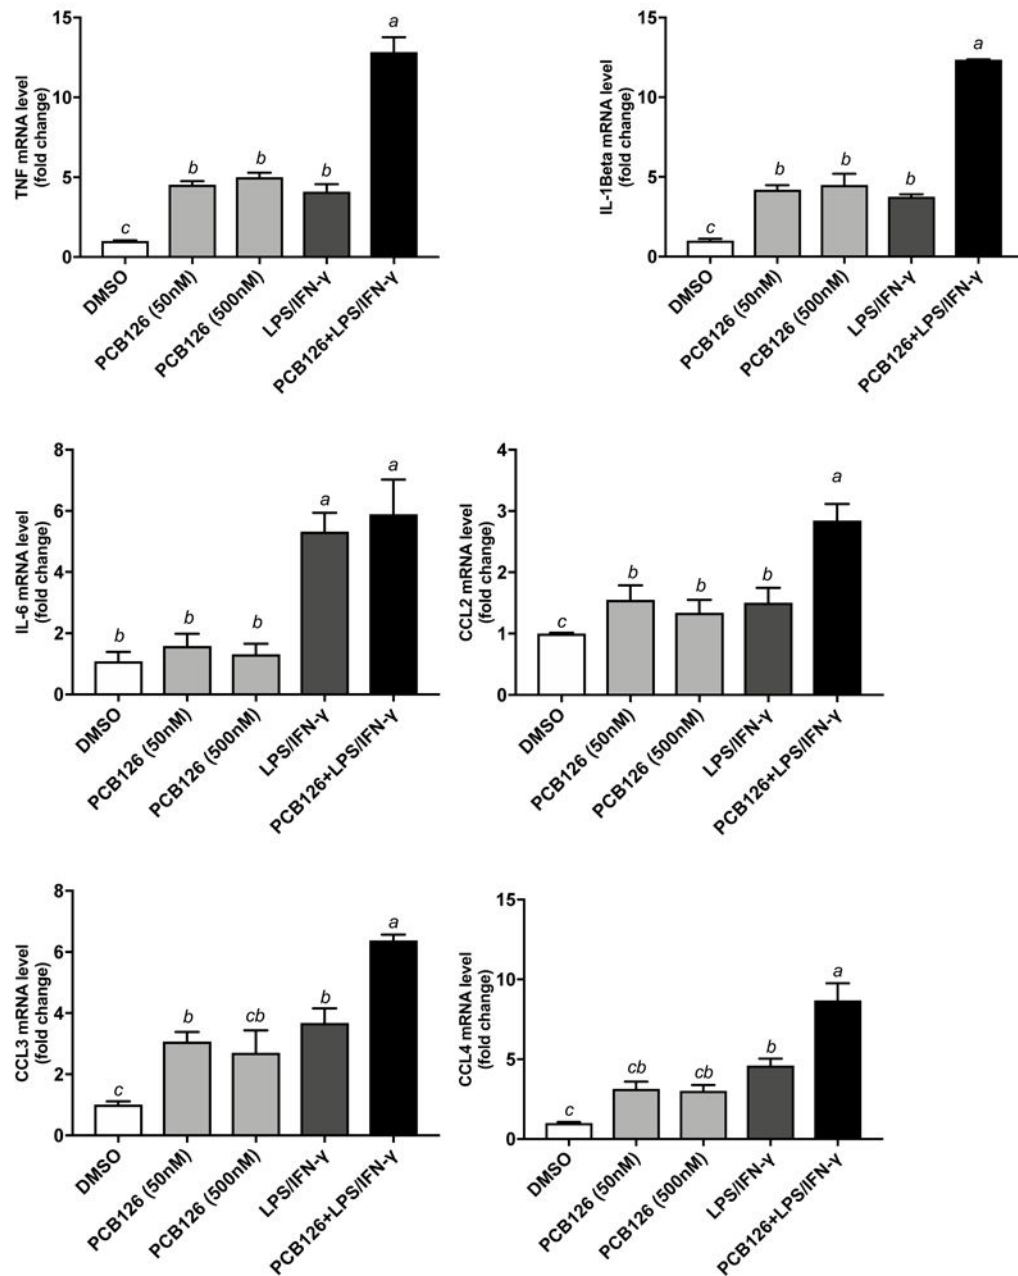 TNF mRNA level
(fold change)
15
10
5
0
c
b
b
b
a
DMSO
PCB126 (50nM)
PCB126 (500nM)
LPS/IFN-γ
PCB126+LPS/IFN-γ
IL-1Beta mRNA level
(fold change)
15
10
5
0
c
b
b
b
a
DMSO
PCB126 (50nM)
PCB126 (500nM)
LPS/IFN-γ
PCB126+LPS/IFN-γ
IL-6 mRNA level
(fold change)
8
6
4
2
0
b
b
b
a
a
DMSO
PCB126 (50nM)
PCB126 (500nM)
LPS/IFN-γ
PCB126+LPS/IFN-γ
CCL2 mRNA level
(fold change)
4
3
2
1
0
c
b
b
b
a
DMSO
PCB126 (50nM)
PCB126 (500nM)
LPS/IFN-γ
PCB126+LPS/IFN-γ
CCL3 mRNA level
(fold change)
8
6
4
2
0
c
b
cb
b
a
DMSO
PCB126 (50nM)
PCB126 (500nM)
LPS/IFN-γ
PCB126+LPS/IFN-γ
CCL4 mRNA level
(fold change)
15
10
5
0
c
cb
cb
b
a
DMSO
PCB126 (50nM)
PCB126 (500nM)
LPS/IFN-γ
PCB126+LPS/IFN-γ